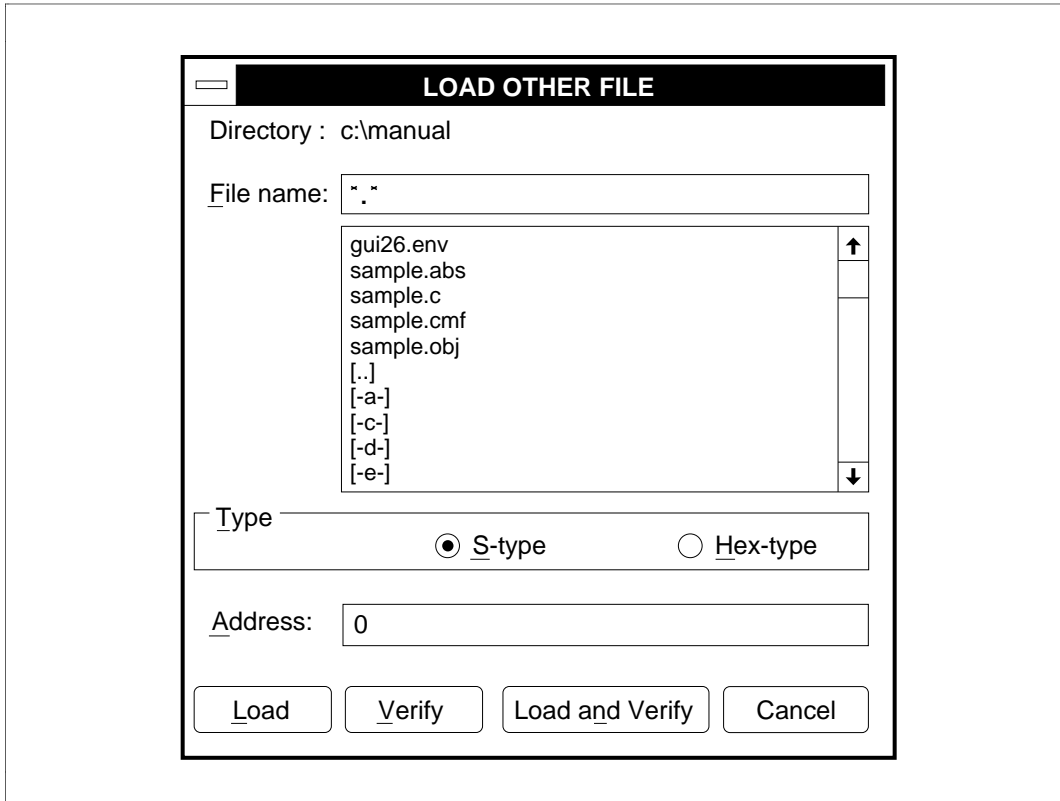 LOAD OTHER FILE
Directory : c:\manual
File name: *.*
gui26.env
sample.abs
sample.c
sample.cmf
sample.obj
[..]
[-a-]
[-c-]
[-d-]
[-e-]
Type
S-type Hex-type
Address: 0
Load Verify Load and Verify Cancel